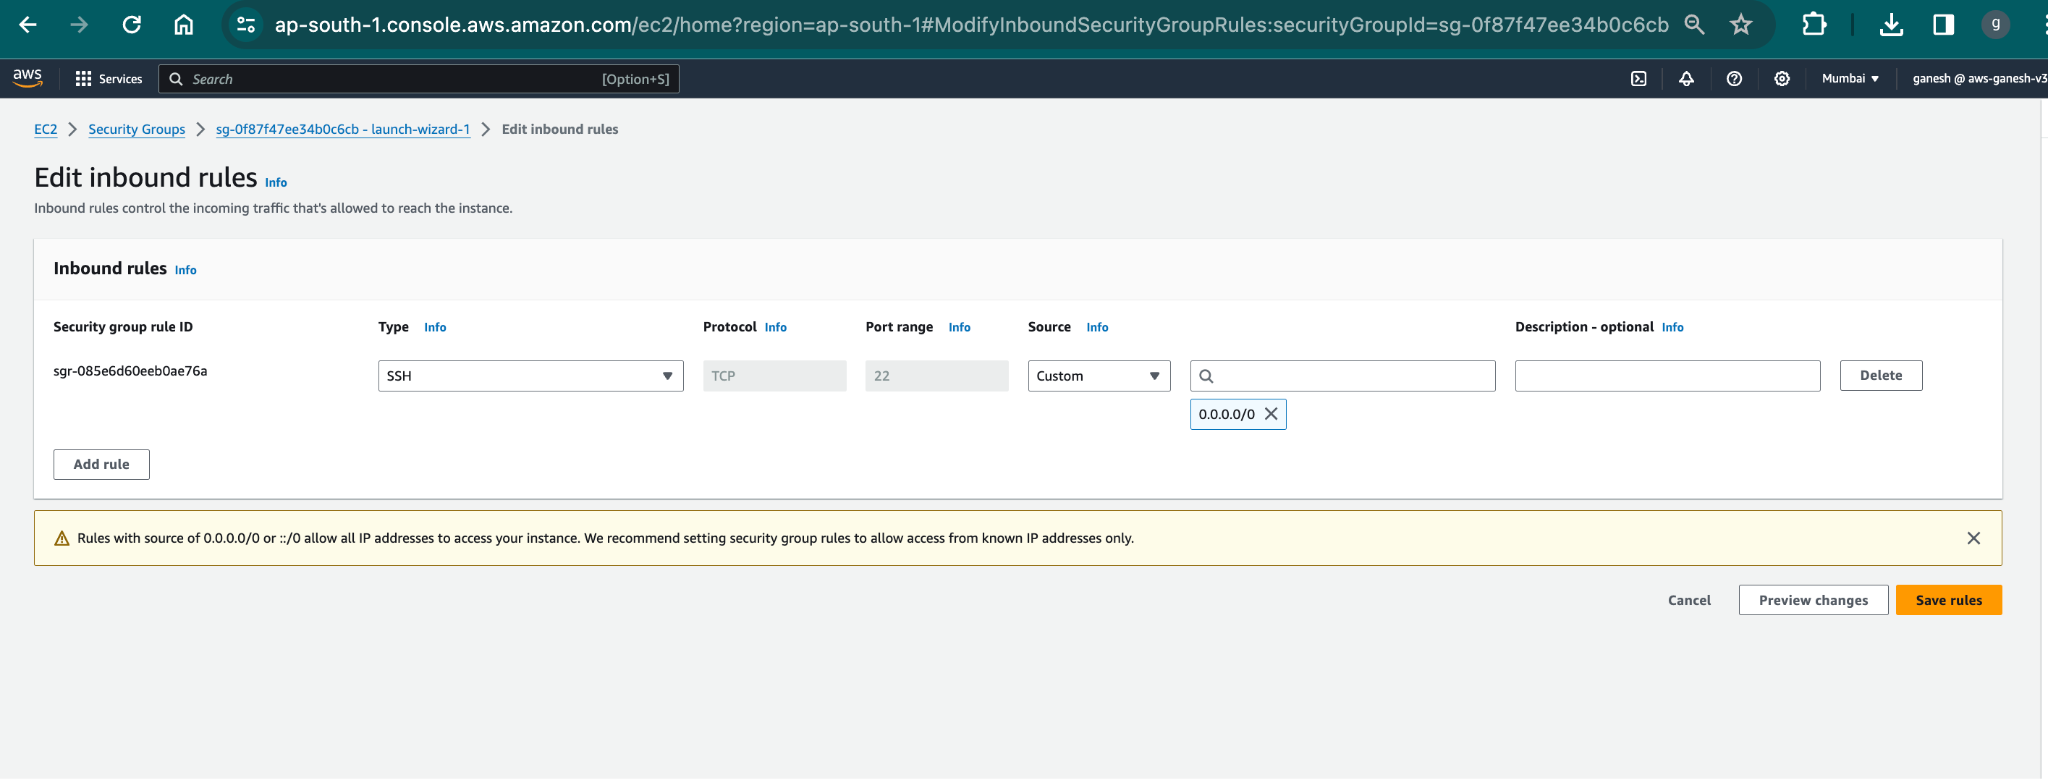 ap-south-1.console.aws.amazon.com/ec2/home?region=ap-south-1#ModifyInboundSecurityGroupRules:securityGroupId=sg-0f87f47ee34b0c6cb g
aws Services Search [Option+S] Mumbai ▼ ganesh @ aws-ganesh-v3
EC2 > Security Groups > sg-0f87f47ee34b0c6cb - launch-wizard-1 > Edit inbound rules
Edit inbound rules Info
Inbound rules control the incoming traffic that's allowed to reach the instance.
Inbound rules Info
Security group rule ID Type Info Protocol Info Port range Info Source Info Description - optional Info
sgr-085e6d60eeb0ae76a SSH TCP 22 Custom Delete
0.0.0.0/0
Add rule
Rules with source of 0.0.0.0/0 or ::/0 allow all IP addresses to access your instance. We recommend setting security group rules to allow access from known IP addresses only.
Cancel Preview changes Save rules